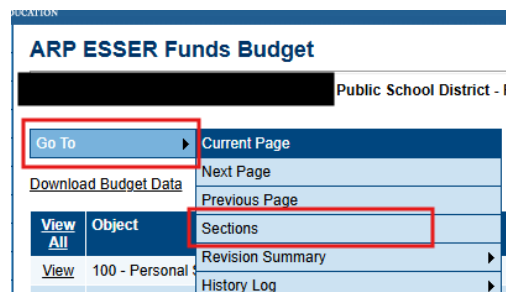 EDUCATION
ARP ESSER Funds Budget
Public School District -
Go To
Current Page
Next Page
Download Budget Data
Previous Page
View All
Object
Sections
Revision Summary
View
100 - Personal
History Log